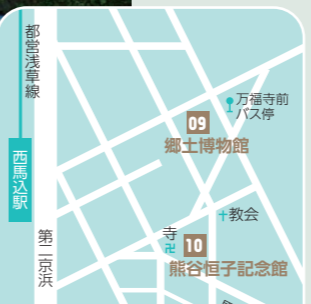 都営浅草線
西馬込駅
第二京浜
万福寺前
バス停
09
郷土博物館
教会
寺
10
熊谷恒子記念館